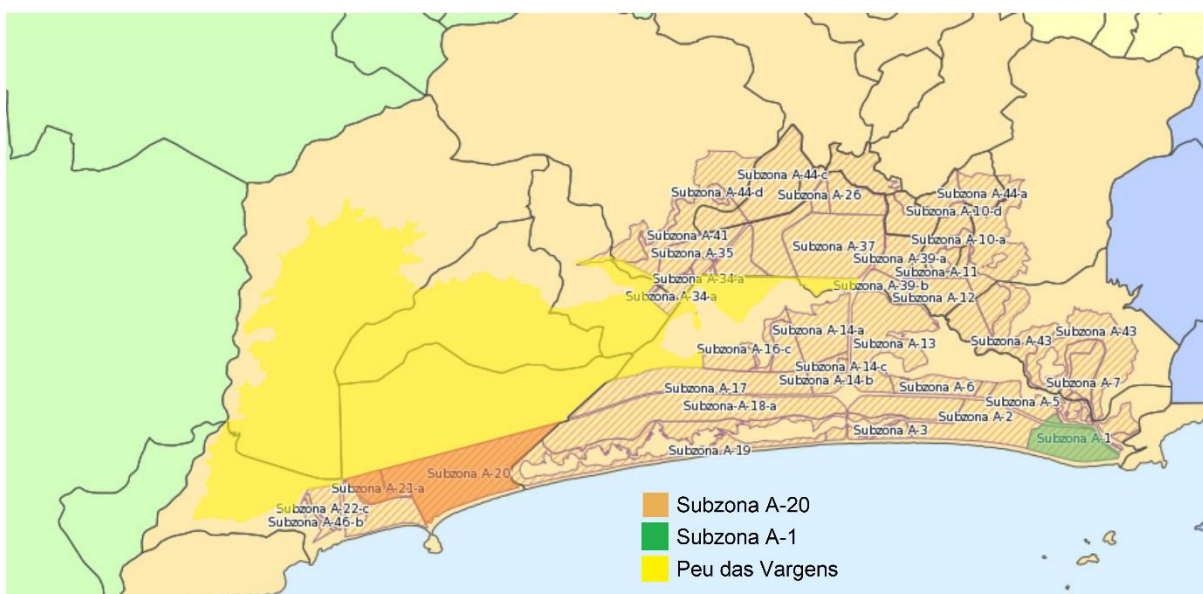 Subzona A-44-c
Subzona A-44-d
Subzona A-26
Subzona A-44-a
Subzona A-10-d
Subzona A-41
Subzona A-37
Subzona A-10-a
Subzona A-35
Subzona A-39-a
Subzona A-11
Subzona A-34-a
Subzona A-39-b
Subzona A-34-a
Subzona A-12
Subzona A-14-a
Subzona A-43
Subzona A-43
Subzona A-13
Subzona A-16-c
Subzona A-14-c
Subzona A-14-b
Subzona A-6
Subzona A-7
Subzona A-17
Subzona A-5
Subzona-A-18-a
Subzona A-2
Subzona A-3
Subzona A-1
Subzona A-19
Subzona A-20
Subzona A-21-a
Subzona A-22-c
Subzona A-46-b
Subzona A-20
Subzona A-1
Peu das Vargens